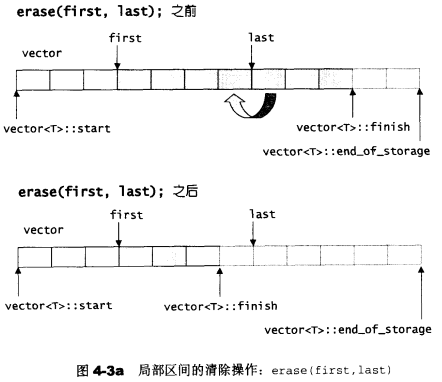 erase(first, last); 之前
first
last
vector
vector<T>::start
vector<T>::finish
vector<T>::end_of_storage
erase(first, last); 之后
first
last
vector
vector<T>::start
vector<T>::finish
vector<T>::end_of_storage
图 4-3a 局部区间的清除操作: erase(first,last)